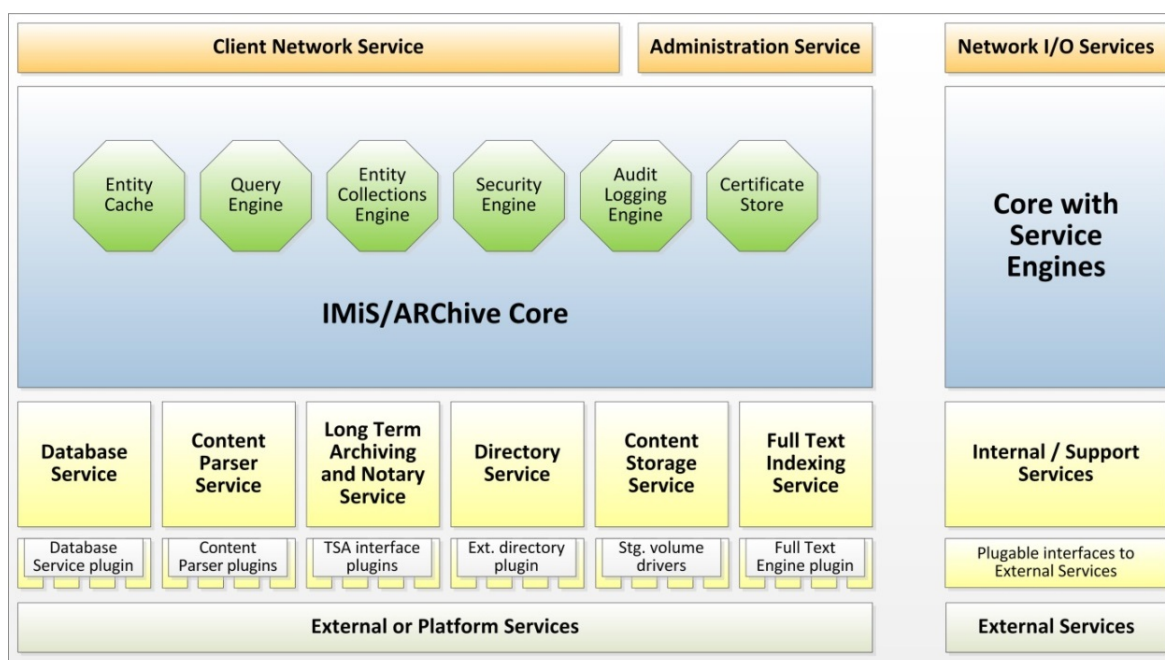 Client Network Service
Administration Service
Network I/O Services
Entity
Cache
Query
Engine
Entity
Collections
Engine
Security
Engine
Audit
Logging
Engine
Certificate
Store
IMiS/ARChive Core
Core with
Service
Engines
Database
Service
Content
Parser
Service
Long Term
Archiving
and Notary
Service
Directory
Service
Content
Storage
Service
Full Text
Indexing
Service
Internal / Support
Services
Database
Service plugin
Content
Parser plugins
TSA interface
plugins
Ext. directory
plugin
Stg. volume
drivers
Full Text
Engine plugin
Plugable interfaces to
External Services
External or Platform Services
External Services